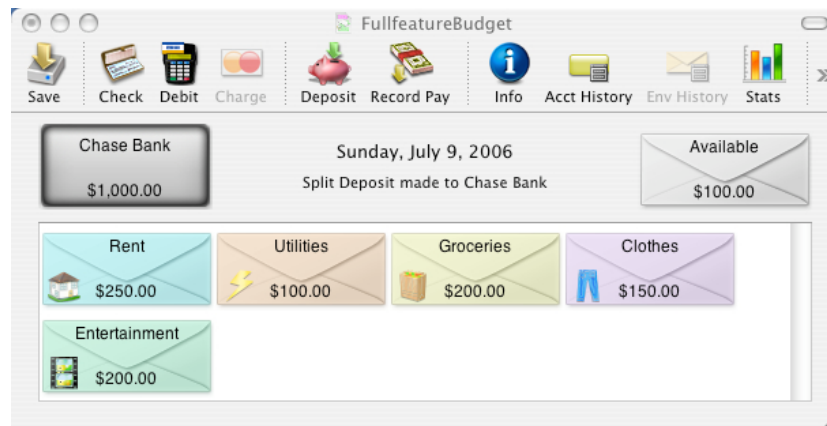 FullfeatureBudget
Save Check Debit Charge Deposit Record Pay Info Acct History Env History Stats
Chase Bank
$1,000.00
Sunday, July 9, 2006
Split Deposit made to Chase Bank
Available
$100.00
Rent
$250.00
Utilities
$100.00
Groceries
$200.00
Clothes
$150.00
Entertainment
$200.00